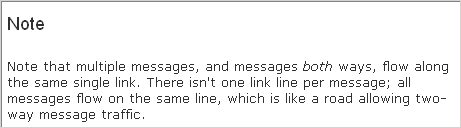 Note
Note that multiple messages, and messages both ways, flow along
the same single link. There isn't one link line per message; all
messages flow on the same line, which is like a road allowing two-
way message traffic.